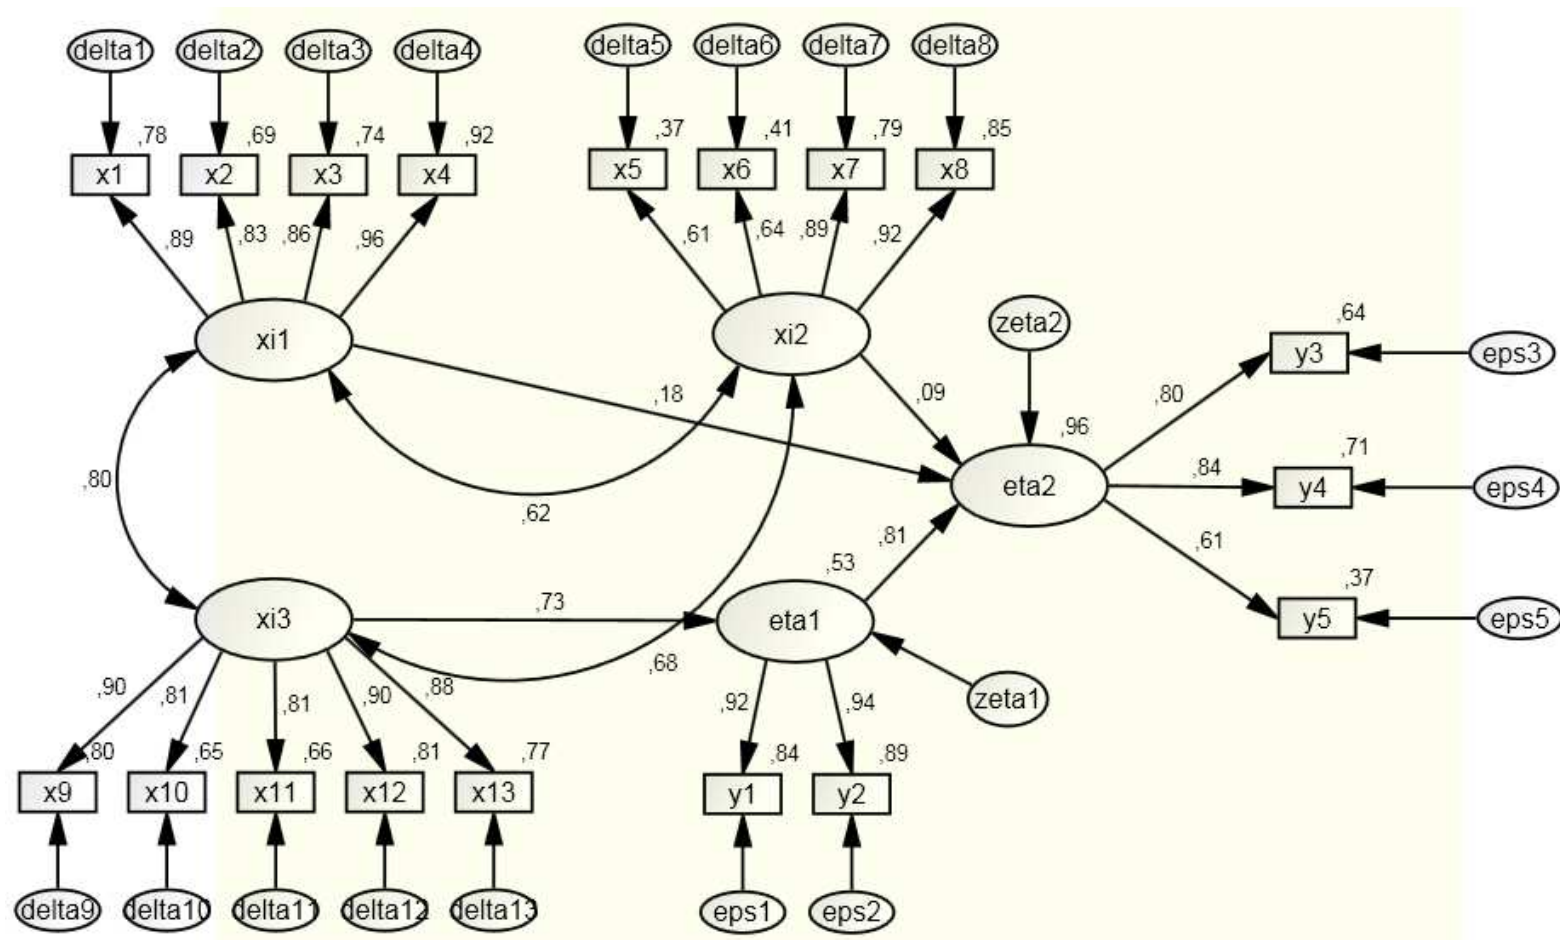 delta1 delta2 delta3 delta4 delta5 delta6 delta7 delta8
,78 ,69 ,74 ,92 ,37 ,41 ,79 ,85
x1 x2 x3 x4 x5 x6 x7 x8
,89 ,83 ,86 ,96 ,61 ,64 ,89 ,92
xi1 xi2 zeta2
,64
y3 eps3
,18 ,09 ,80
,96
,71
,80 eta2 ,84 y4 eps4
,62
,81 ,61
,53 ,37
xi3 ,73 eta1 y5 eps5
,68
,90 ,81 ,81 ,90 ,88 ,92 ,94 zeta1
,80 ,65 ,66 ,81 ,77 ,84 ,89
x9 x10 x11 x12 x13 y1 y2
delta9 delta10 delta11 delta12 delta13 eps1 eps2